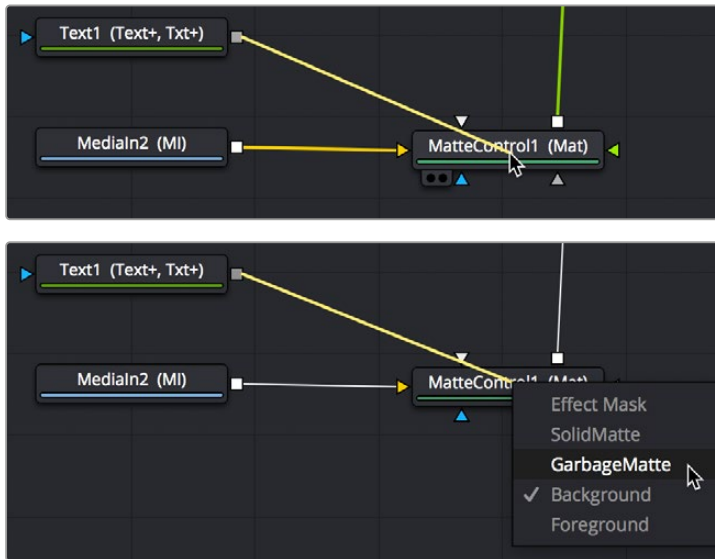 Text1 (Text+, Txt+)
MediaIn2 (MI)
MatteControl1 (Mat)
Text1 (Text+, Txt+)
MediaIn2 (MI)
MatteControl1 (Mat)
Effect Mask
SolidMatte
GarbageMatte
Background
Foreground